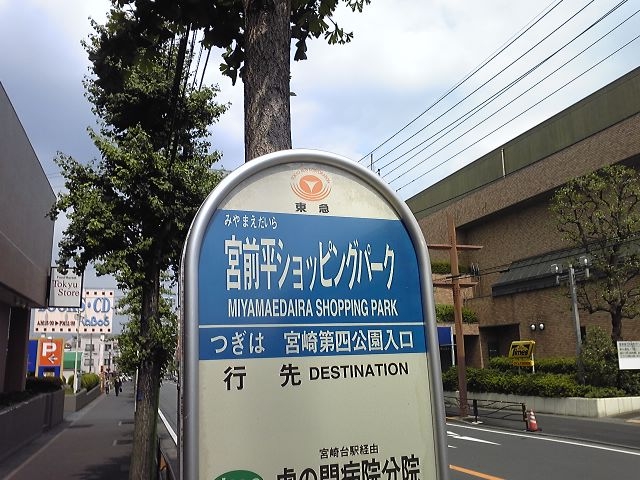 東急
みやまえだいら
宮前平ショッピングパーク
MIYAMAEDAIRA SHOPPING PARK
つぎは 宮崎第四公園入口
行先 DESTINATION
宮崎台駅経由
虎の門病院分院
Tokyu
Store
CD
P
Times